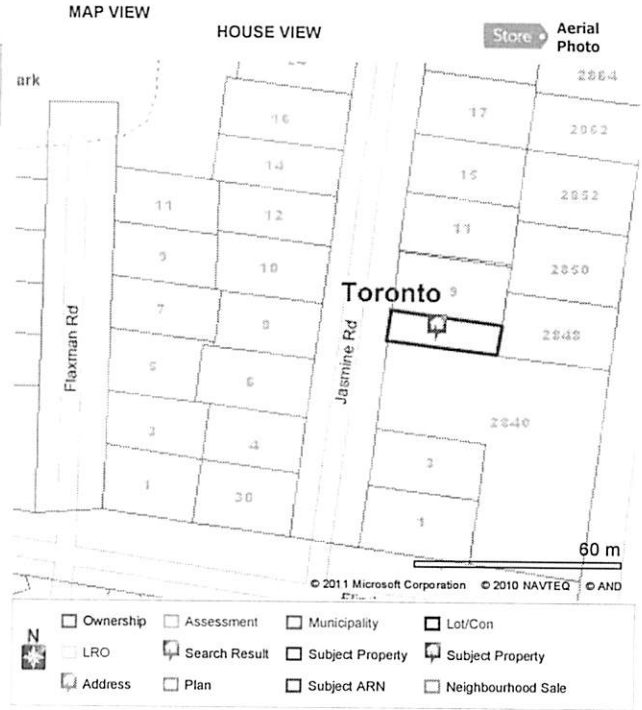 MAP VIEW
HOUSE VIEW
Store
Aerial
Photo
ark
2864
16
17
2862
14
15
2852
11
12
11
9
10
2850
Toronto
9
7
8
2848
Flaxman Rd
Jasmine Rd
5
6
2840
3
4
3
1
30
1
60 m
© 2011 Microsoft Corporation © 2010 NAVTEQ © AND
N
Ownership Assessment Municipality Lot/Con
LRO Search Result Subject Property Subject Property
Address Plan Subject ARN Neighbourhood Sale